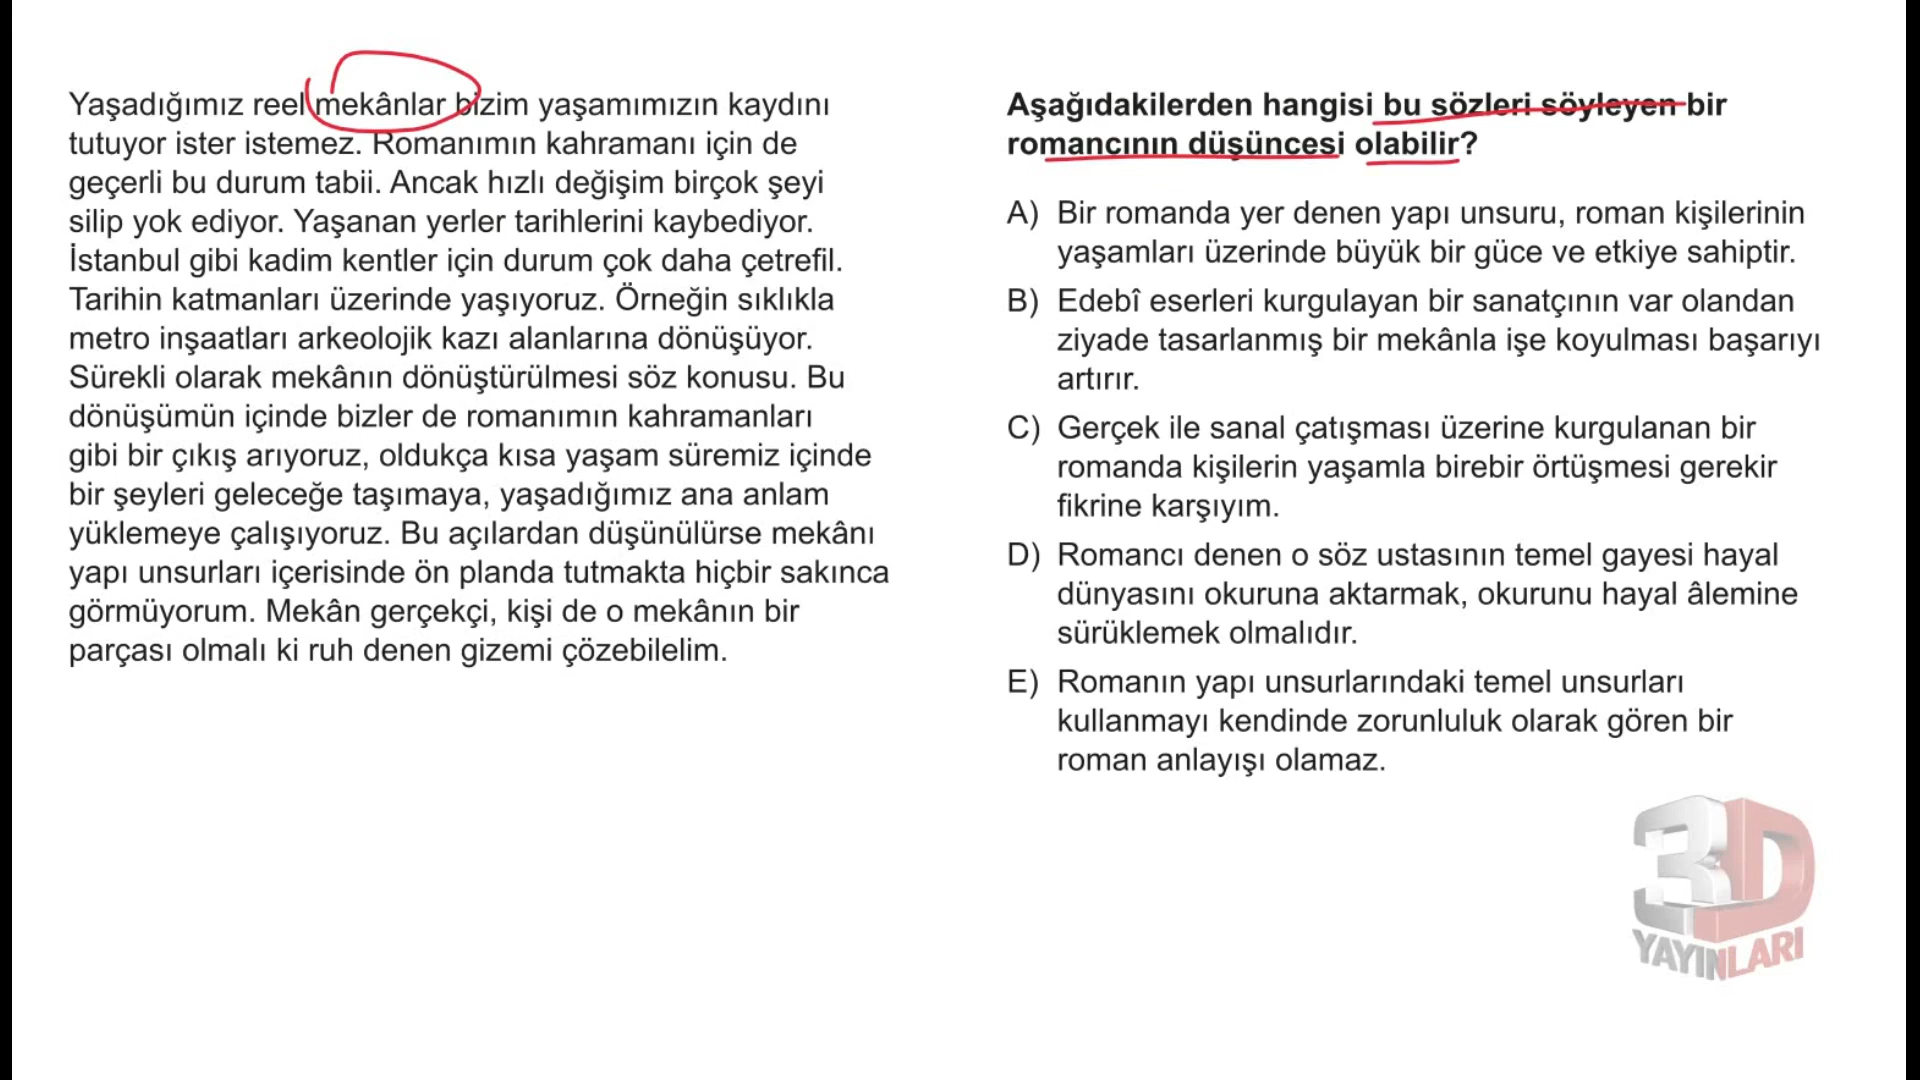 Yaşadığımız reel mekânlar bizim yaşamımızın kaydını
tutuyor ister istemez. Romanımın kahramanı için de
geçerli bu durum tabii. Ancak hızlı değişim birçok şeyi
silip yok ediyor. Yaşanan yerler tarihlerini kaybediyor.
İstanbul gibi kadim kentler için durum çok daha çetrefil.
Tarihin katmanları üzerinde yaşıyoruz. Örneğin sıklıkla
metro inşaatları arkeolojik kazı alanlarına dönüşüyor.
Sürekli olarak mekânın dönüştürülmesi söz konusu. Bu
dönüşümün içinde bizler de romanımın kahramanları
gibi bir çıkış arıyoruz, oldukça kısa yaşam süremiz içinde
bir şeyleri geleceğe taşımaya, yaşadığımız ana anlam
yüklemeye çalışıyoruz. Bu açılardan düşünülürse mekânı
yapı unsurları içerisinde ön planda tutmakta hiçbir sakınca
görmüyorum. Mekân gerçekçi, kişi de o mekânın bir
parçası olmalı ki ruh denen gizemi çözebilelim.
Aşağıdakilerden hangisi bu sözleri söyleyen bir
romancının düşüncesi olabilir?
A) Bir romanda yer denen yapı unsuru, roman kişilerinin
yaşamları üzerinde büyük bir güce ve etkiye sahiptir.
B) Edebî eserleri kurgulayan bir sanatçının var olandan
ziyade tasarlanmış bir mekânla işe koyulması başarıyı
artırır.
C) Gerçek ile sanal çatışması üzerine kurgulanan bir
romanda kişilerin yaşamla birebir örtüşmesi gerekir
fikrine karşıyım.
D) Romancı denen o söz ustasının temel gayesi hayal
dünyasını okuruna aktarmak, okurunu hayal âlemine
sürüklemek olmalıdır.
E) Romanın yapı unsurlarındaki temel unsurları
kullanmayı kendinde zorunluluk olarak gören bir
roman anlayışı olamaz.
3D
YAYINLARI